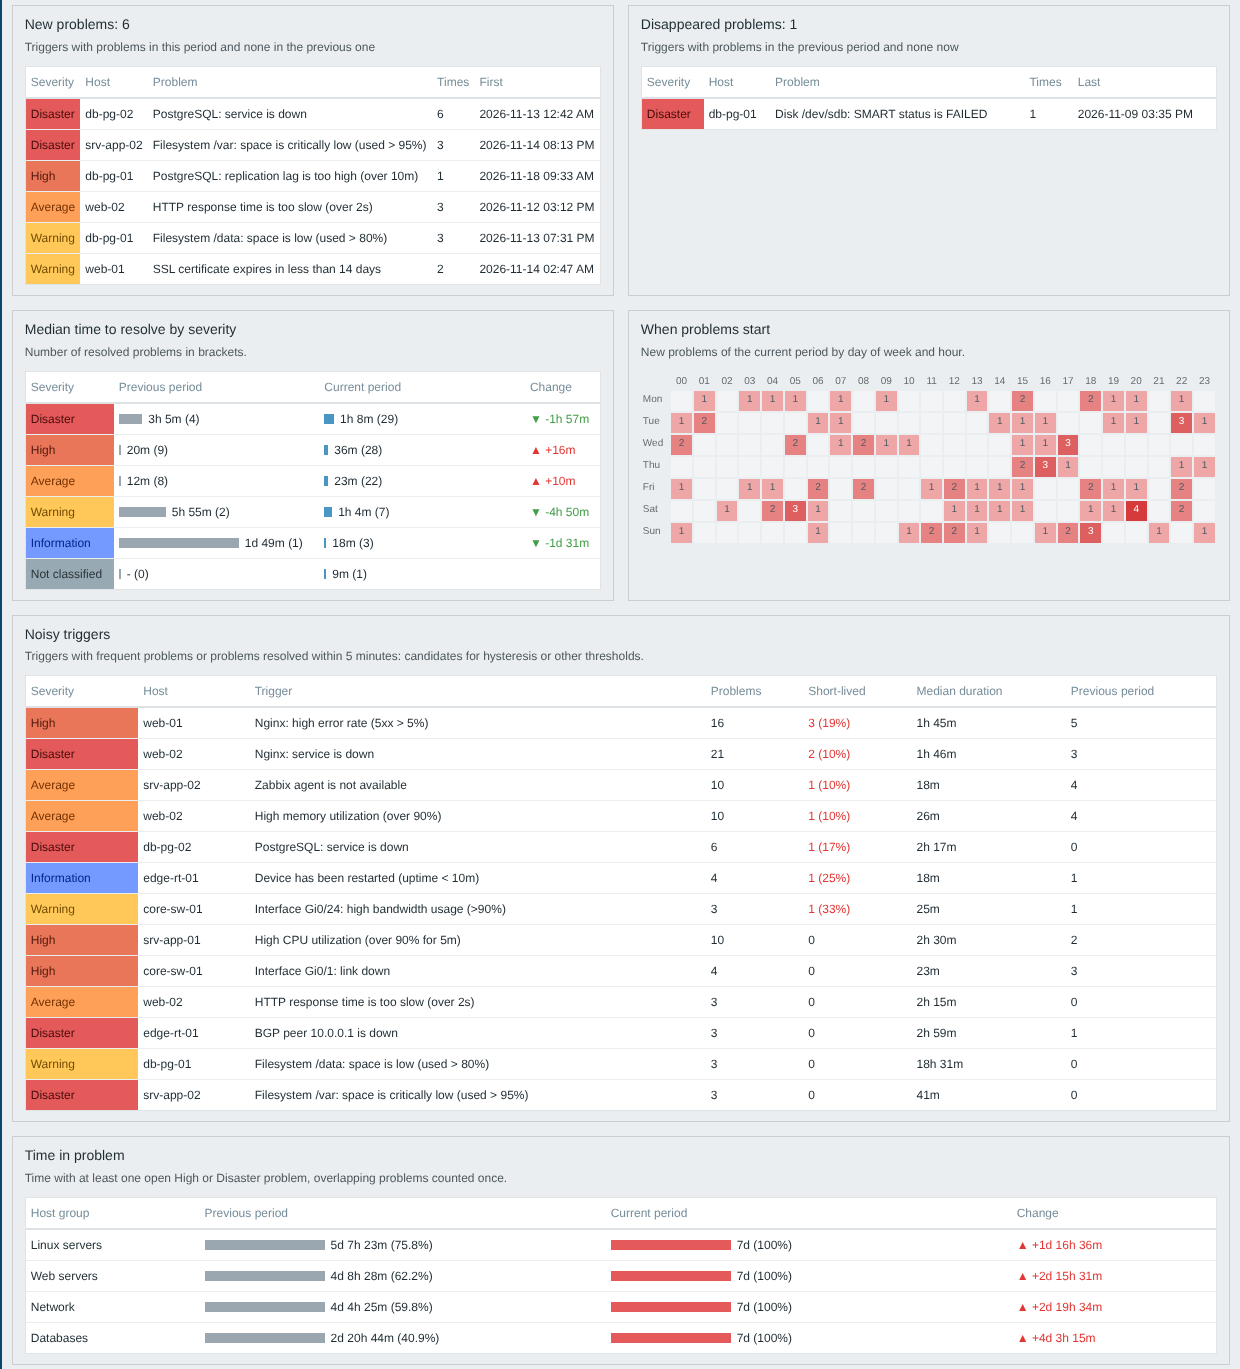 New problems: 6
Triggers with problems in this period and none in the previous one
Severity Host Problem Times First
Disaster db-pg-02 PostgreSQL: service is down 6 2026-11-13 12:42 AM
Disaster srv-app-02 Filesystem /var: space is critically low (used > 95%) 3 2026-11-14 08:13 PM
High db-pg-01 PostgreSQL: replication lag is too high (over 10m) 1 2026-11-18 09:33 AM
Average web-02 HTTP response time is too slow (over 2s) 3 2026-11-12 03:12 PM
Warning db-pg-01 Filesystem /data: space is low (used > 80%) 3 2026-11-13 07:31 PM
Warning web-01 SSL certificate expires in less than 14 days 2 2026-11-14 02:47 AM
Disappeared problems: 1
Triggers with problems in the previous period and none now
Severity Host Problem Times Last
Disaster db-pg-01 Disk /dev/sdb: SMART status is FAILED 1 2026-11-09 03:35 PM
Median time to resolve by severity
Number of resolved problems in brackets.
Severity Previous period Current period Change
Disaster 3h 5m (4) 1h 8m (29) ▼ -1h 57m
High 20m (9) 36m (28) ▲ +16m
Average 12m (8) 23m (22) ▲ +10m
Warning 5h 55m (2) 1h 4m (7) ▼ -4h 50m
Information 1d 49m (1) 18m (3) ▼ -1d 31m
Not classified - (0) 9m (1)
When problems start
New problems of the current period by day of week and hour.
00 01 02 03 04 05 06 07 08 09 10 11 12 13 14 15 16 17 18 19 20 21 22 23
Mon 1 1 1 1 1 1 1 2 2 1 1 1
Tue 1 2 1 1 1 1 1 1 1 3 1
Wed 2 2 1 2 1 1 1 1 3
Thu 2 3 1 1 1
Fri 1 1 1 2 2 1 2 1 1 1 2 1 1 2
Sat 1 2 3 1 1 1 1 1 1 1 4 2
Sun 1 1 1 2 2 1 1 2 3 1 1
Noisy triggers
Triggers with frequent problems or problems resolved within 5 minutes: candidates for hysteresis or other thresholds.
Severity Host Trigger Problems Short-lived Median duration Previous period
High web-01 Nginx: high error rate (5xx > 5%) 16 3 (19%) 1h 45m 5
Disaster web-02 Nginx: service is down 21 2 (10%) 1h 46m 3
Average srv-app-02 Zabbix agent is not available 10 1 (10%) 18m 4
Average web-02 High memory utilization (over 90%) 10 1 (10%) 26m 4
Disaster db-pg-02 PostgreSQL: service is down 6 1 (17%) 2h 17m 0
Information edge-rt-01 Device has been restarted (uptime < 10m) 4 1 (25%) 18m 1
Warning core-sw-01 Interface Gi0/24: high bandwidth usage (>90%) 3 1 (33%) 25m 1
High srv-app-01 High CPU utilization (over 90% for 5m) 10 0 2h 30m 2
High core-sw-01 Interface Gi0/1: link down 4 0 23m 3
Average web-02 HTTP response time is too slow (over 2s) 3 0 2h 15m 0
Disaster edge-rt-01 BGP peer 10.0.0.1 is down 3 0 2h 59m 1
Warning db-pg-01 Filesystem /data: space is low (used > 80%) 3 0 18h 31m 0
Disaster srv-app-02 Filesystem /var: space is critically low (used > 95%) 3 0 41m 0
Time in problem
Time with at least one open High or Disaster problem, overlapping problems counted once.
Host group Previous period Current period Change
Linux servers 5d 7h 23m (75.8%) 7d (100%) ▲ +1d 16h 36m
Web servers 4d 8h 28m (62.2%) 7d (100%) ▲ +2d 15h 31m
Network 4d 4h 25m (59.8%) 7d (100%) ▲ +2d 19h 34m
Databases 2d 20h 44m (40.9%) 7d (100%) ▲ +4d 3h 15m